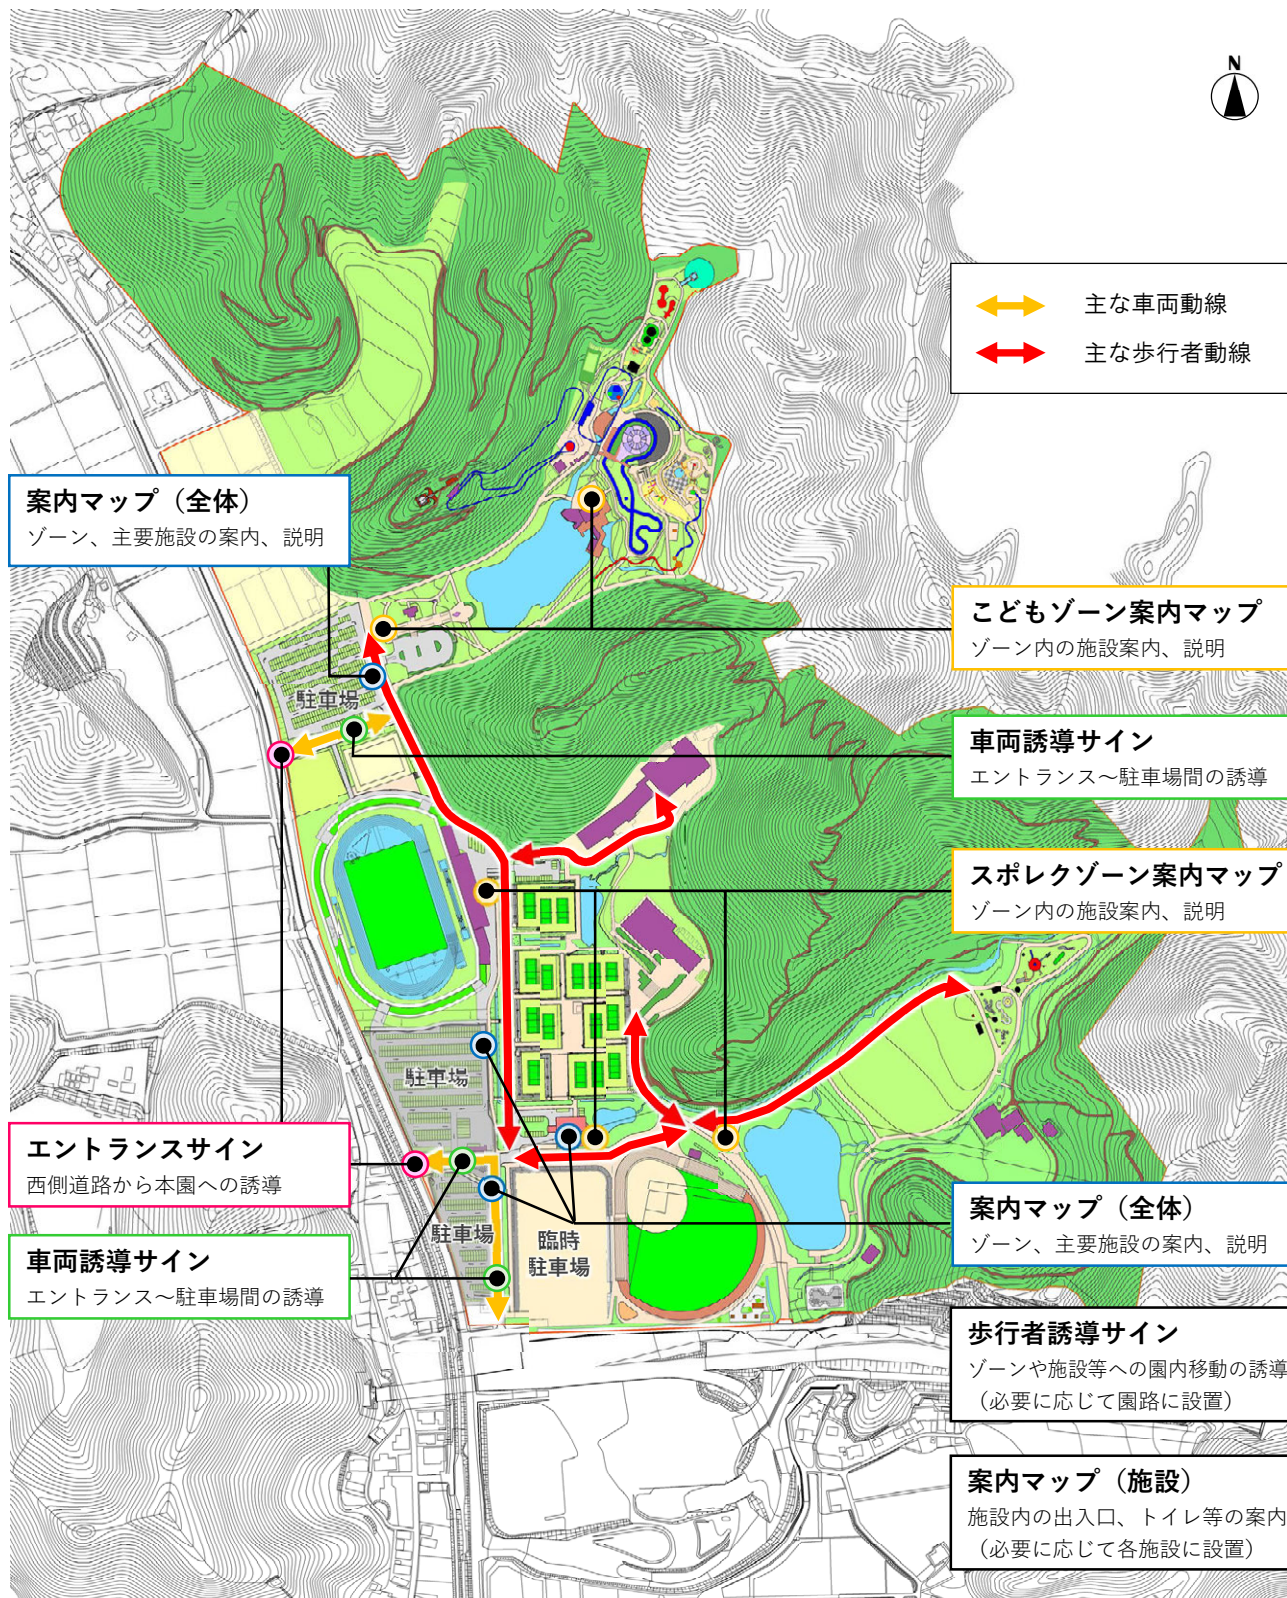 N
主な車両動線
主な歩行者動線
案内マップ（全体）
ゾーン、主要施設の案内、説明
こどもゾーン案内マップ
ゾーン内の施設案内、説明
駐車場
車両誘導サイン
エントランス～駐車場間の誘導
スポレクゾーン案内マップ
ゾーン内の施設案内、説明
駐車場
エントランスサイン
西側道路から本園への誘導
案内マップ（全体）
ゾーン、主要施設の案内、説明
駐車場
臨時
駐車場
車両誘導サイン
エントランス～駐車場間の誘導
歩行者誘導サイン
ゾーンや施設等への園内移動の誘導
（必要に応じて園路に設置）
案内マップ（施設）
施設内の出入口、トイレ等の案内
（必要に応じて各施設に設置）